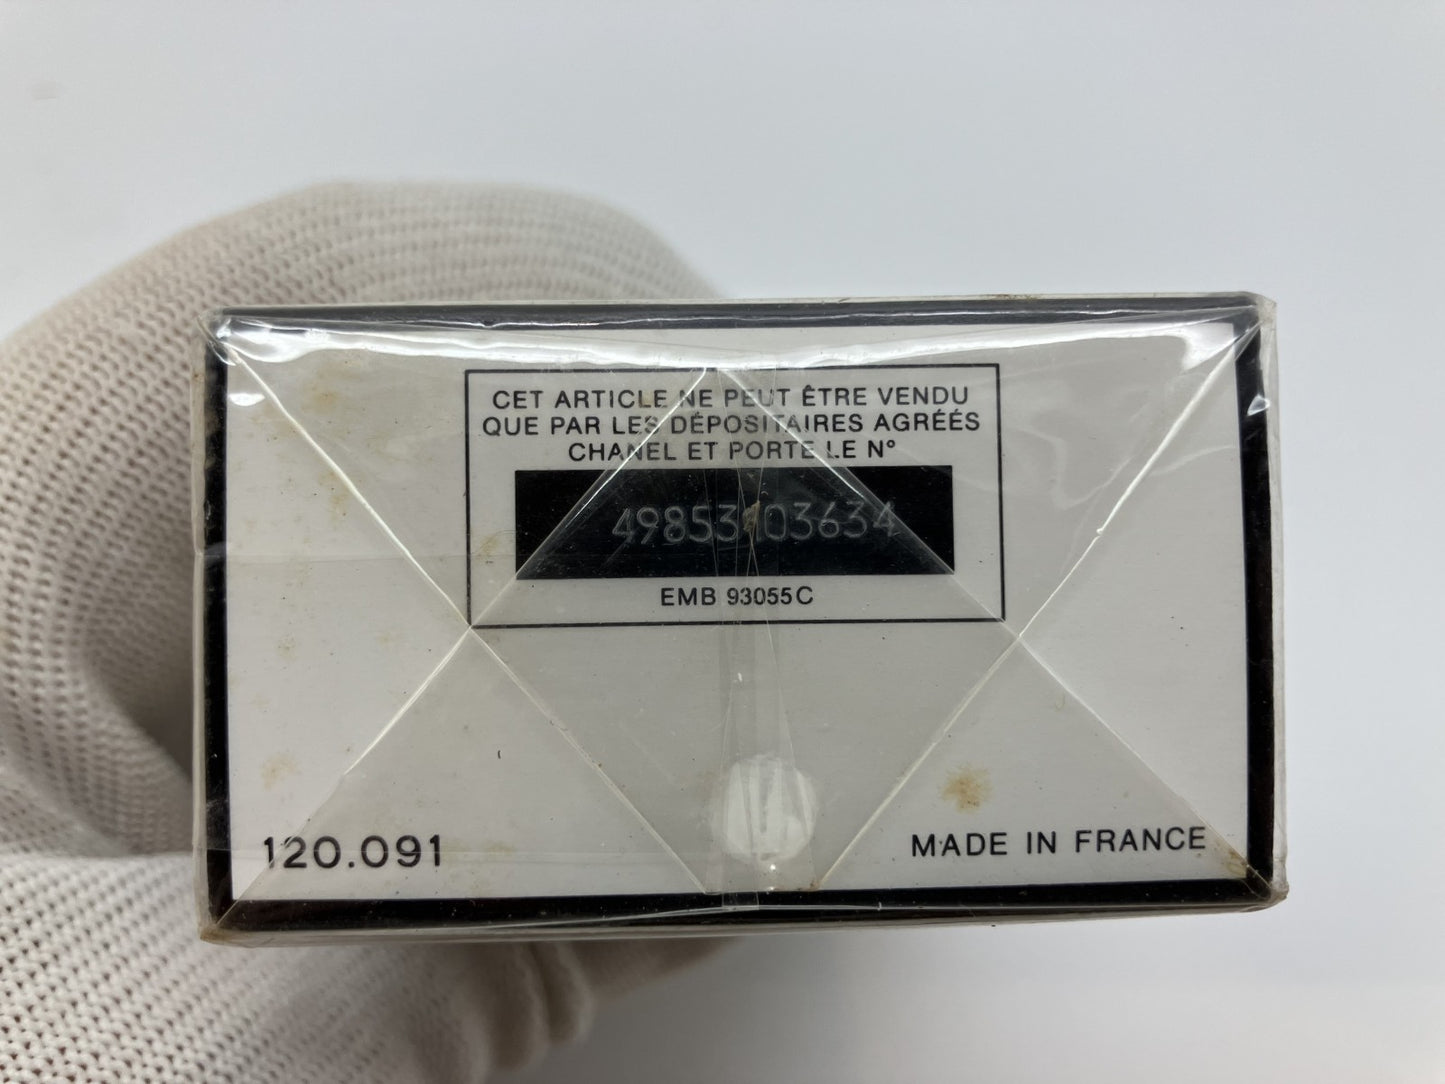 CET ARTICLE NE PEUT ÊTRE VENDU
QUE PAR LES DÉPOSITAIRES AGRÉÉS
CHANEL ET PORTE LE N°
49853103634
EMB 93055C
120.091
MADE IN FRANCE